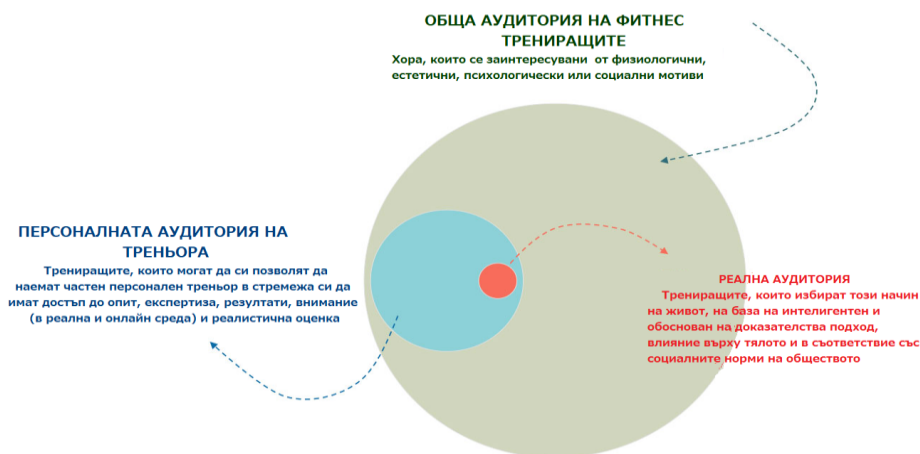 ОБЩА АУДИТОРИЯ НА ФИТНЕС
ТРЕНИРАЩИТЕ
Хора, които се заинтересувани от физиологични,
естетични, психологически или социални мотиви
ПЕРСОНАЛНАТА АУДИТОРИЯ НА
ТРЕНЬОРА
Трениращите, които могат да си позволят да
наемат частен персонален треньор в стремежа си да
имат достъп до опит, експертиза, резултати, внимание
(в реална и онлайн среда) и реалистична оценка
РЕАЛНА АУДИТОРИЯ
Трениращите, които избират този начин
на живот, на база на интелигентен и
обоснован на доказателства подход,
влияние върху тялото и в съответствие със
социалните норми на обществото